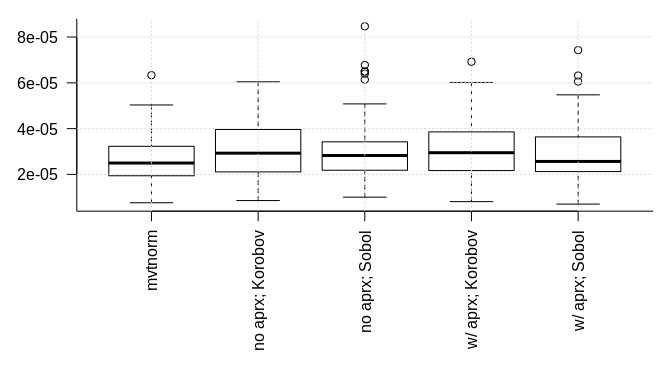 8e-05
6e-05
4e-05
2e-05
mvtnorm
no aprx; Korobov
no aprx; Sobol
w/ aprx; Korobov
w/ aprx; Sobol